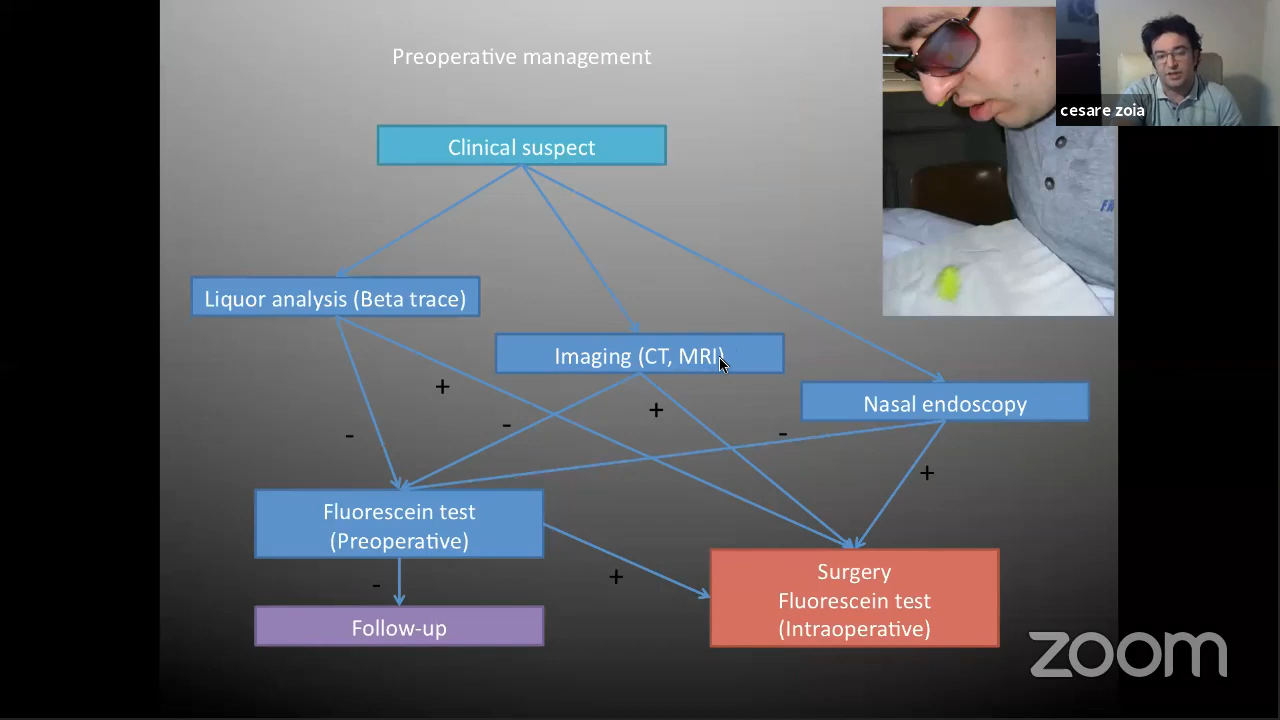 Preoperative management
cesare zoia
Clinical suspect
Liquor analysis (Beta trace)
Imaging (CT, MRI)
Nasal endoscopy
+
+
-
-
-
+
Fluorescein test
(Preoperative)
Surgery
Fluorescein test
(Intraoperative)
+
-
Follow-up
zoom